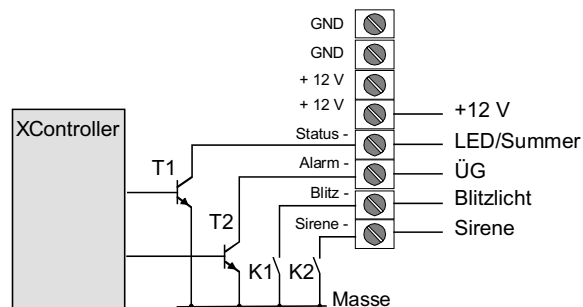 GND
GND
+ 12 V
+ 12 V
+12 V
XController
Status -
LED/Summer
T1
Alarm -
ÜG
Blitz -
Blitzlicht
T2
Sirene -
Sirene
K1
K2
Masse